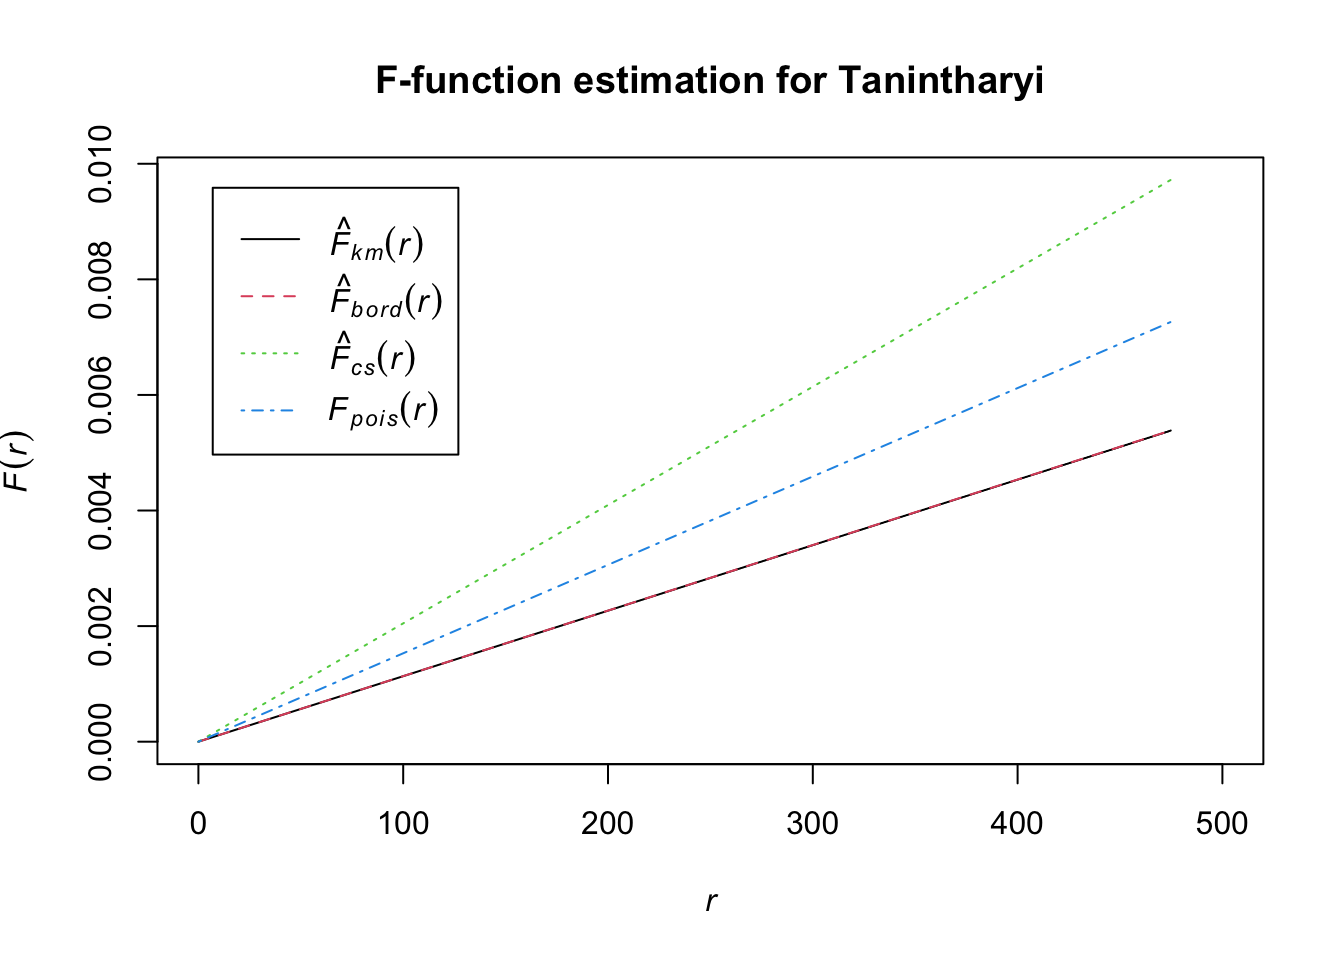 F-function estimation for Tanintharyi
F(r)
0.010
0.008
0.006
0.004
0.002
0.000
F̂km(r)
F̂bord(r)
F̂cs(r)
Fpois(r)
0 100 200 300 400 500
r